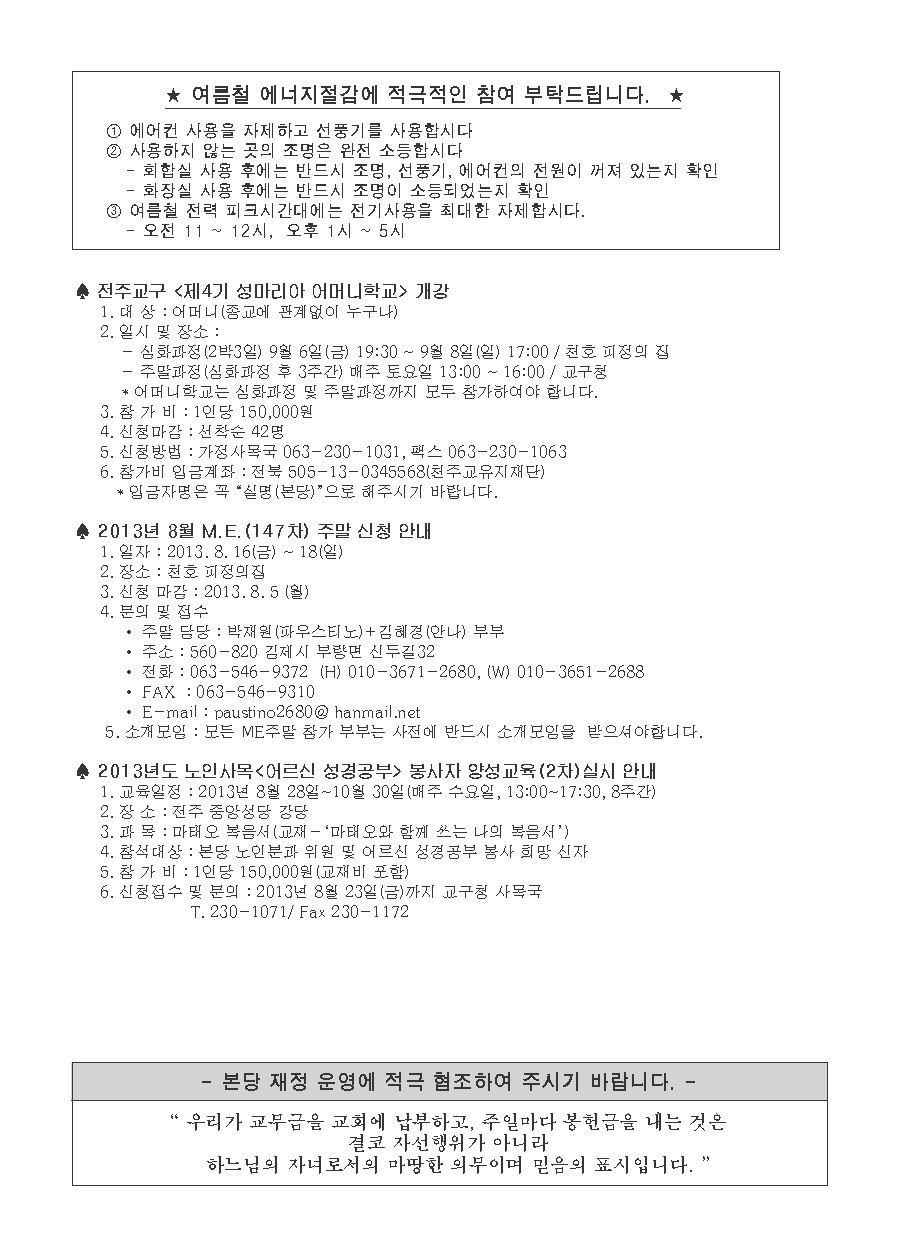 ★ 여름철 에너지절감에 적극적인 참여 부탁드립니다. ★
① 에어컨 사용을 자제하고 선풍기를 사용합시다
② 사용하지 않는 곳의 조명은 완전 소등합시다
- 회합실 사용 후에는 반드시 조명, 선풍기, 에어컨의 전원이 꺼져 있는지 확인
- 화장실 사용 후에는 반드시 조명이 소등되었는지 확인
③ 여름철 전력 피크시간대에는 전기사용을 최대한 자제합시다.
- 오전 11 ~ 12시, 오후 1시 ~ 5시
♠ 전주교구 <제4기 성마리아 어머니학교> 개강
1. 대 상 : 어머니(종교에 관계없이 누구나)
2. 일시 및 장소 :
- 심화과정(2박3일) 9월 6일(금) 19:30 ~ 9월 8일(일) 17:00 / 천호 피정의 집
- 주말과정(심화과정 후 3주간) 매주 토요일 13:00 ~ 16:00 / 교구청
* 어머니학교는 심화과정 및 주말과정까지 모두 참가하여야 합니다.
3. 참 가 비 : 1인당 150,000원
4. 신청마감 : 선착순 42명
5. 신청방법 : 가정사목국 063-230-1031, 팩스 063-230-1063
6. 참가비 입금계좌 : 전북 505-13-0345568(천주교유지재단)
* 입금자명은 꼭 “실명(본당)”으로 해주시기 바랍니다.
♠ 2013년 8월 M.E.(147차) 주말 신청 안내
1. 일자 : 2013. 8. 16(금) ~ 18(일)
2. 장소 : 천호 피정의집
3. 신청 마감 : 2013. 8. 5 (월)
4. 문의 및 접수
• 주말 담당 : 박재원(파우스티노)+김혜경(안나) 부부
• 주소 : 560-820 김제시 부량면 신두길32
• 전화 : 063-546-9372 (H) 010-3671-2680, (W) 010-3651-2688
• FAX : 063-546-9310
• E-mail : paustino2680@ hanmail.net
5. 소개모임 : 모든 ME주말 참가 부부는 사전에 반드시 소개모임을 받으셔야합니다.
♠ 2013년도 노인사목<어르신 성경공부> 봉사자 양성교육(2차)실시 안내
1. 교육일정 : 2013년 8월 28일~10월 30일(매주 수요일, 13:00~17:30, 8주간)
2. 장 소 : 전주 중앙성당 강당
3. 과 목 : 마태오 복음서(교재-‘마태오와 함께 쓰는 나의 복음서’)
4. 참석대상 : 본당 노인분과 위원 및 어르신 성경공부 봉사 희망 신자
5. 참 가 비 : 1인당 150,000원(교재비 포함)
6. 신청접수 및 문의 : 2013년 8월 23일(금)까지 교구청 사목국
T. 230-1071/ Fax 230-1172
- 본당 재정 운영에 적극 협조하여 주시기 바랍니다. -
“ 우리가 교무금을 교회에 납부하고, 주일마다 봉헌금을 내는 것은
결코 자선행위가 아니라
하느님의 자녀로서의 마땅한 의무이며 믿음의 표시입니다. ”